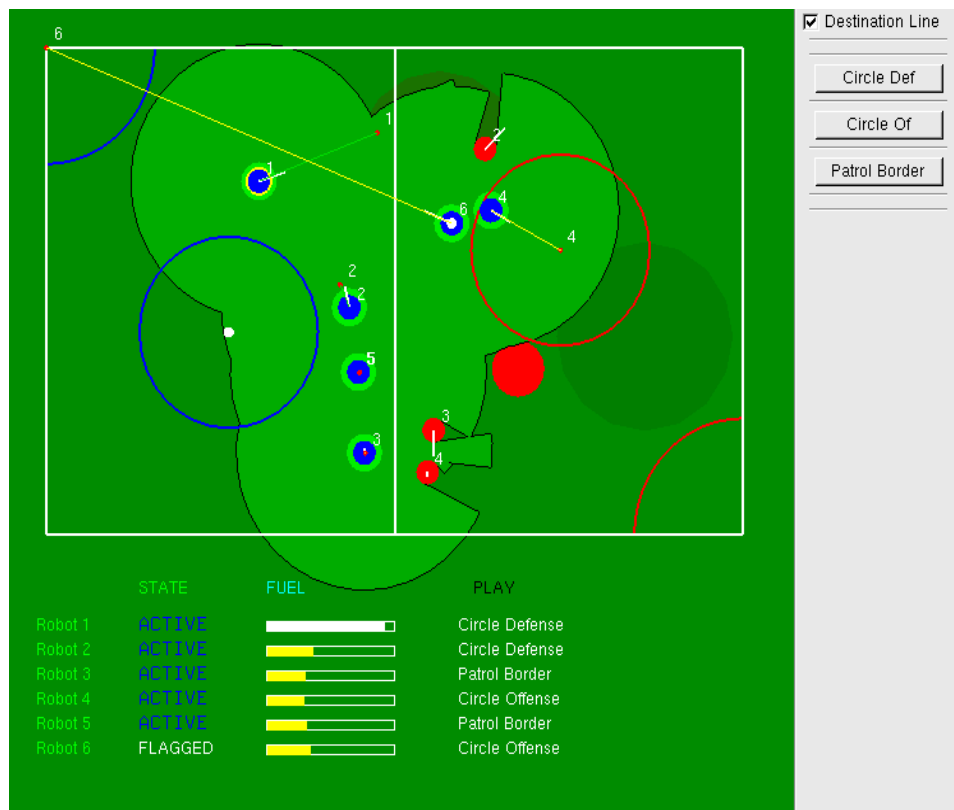 Destination Line
Circle Def
Circle Of
Patrol Border
6
1
2
1
4
6
4
2
2
5
3
3
4
STATE FUEL PLAY
Robot 1 ACTIVE Circle Defense
Robot 2 ACTIVE Circle Defense
Robot 3 ACTIVE Patrol Border
Robot 4 ACTIVE Circle Offense
Robot 5 ACTIVE Patrol Border
Robot 6 FLAGGED Circle Offense